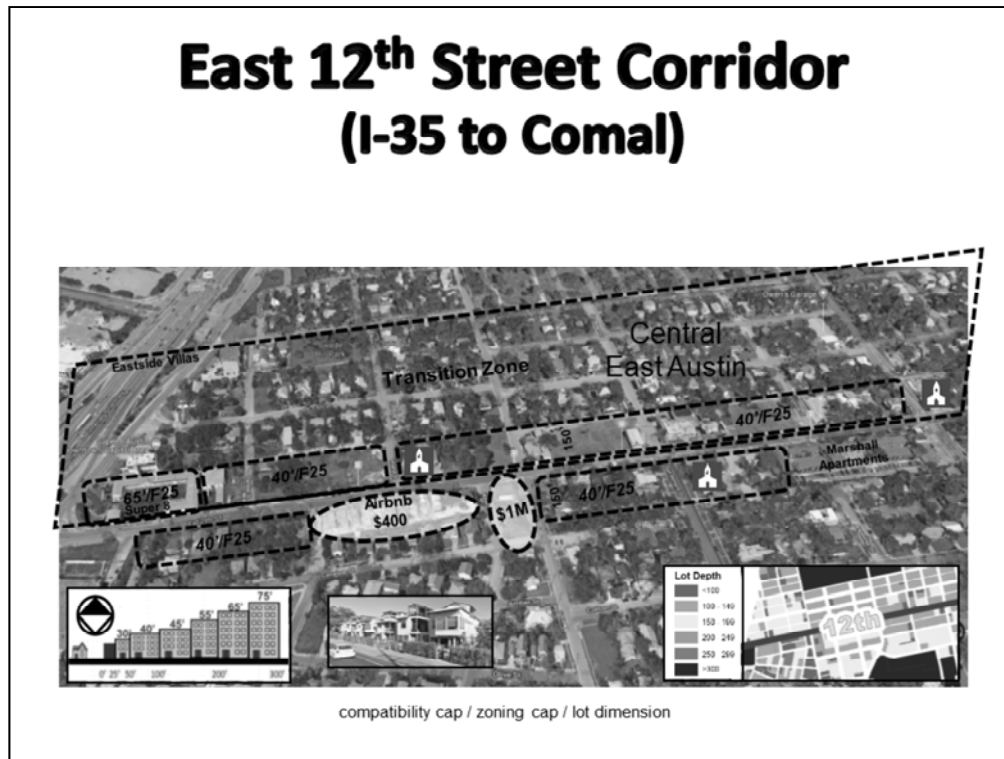 East 12th Street Corridor
(I-35 to Comal)
Owen's Garage
Central
East Austin
Eastside Villas
Transition Zone
150'
40'/F25
Marshall
Apartments
65'/F25
Super 8
40'/F25
Airbnb
$400
$1M
150'
40'/F25
40'/F25
30'
40'
45'
55'
65'
75'
0' 25' 50' 100' 200' 300'
Lot Depth
<100
100 - 149
150 - 199
200 - 249
250 - 299
>300
12th
compatibility cap / zoning cap / lot dimension